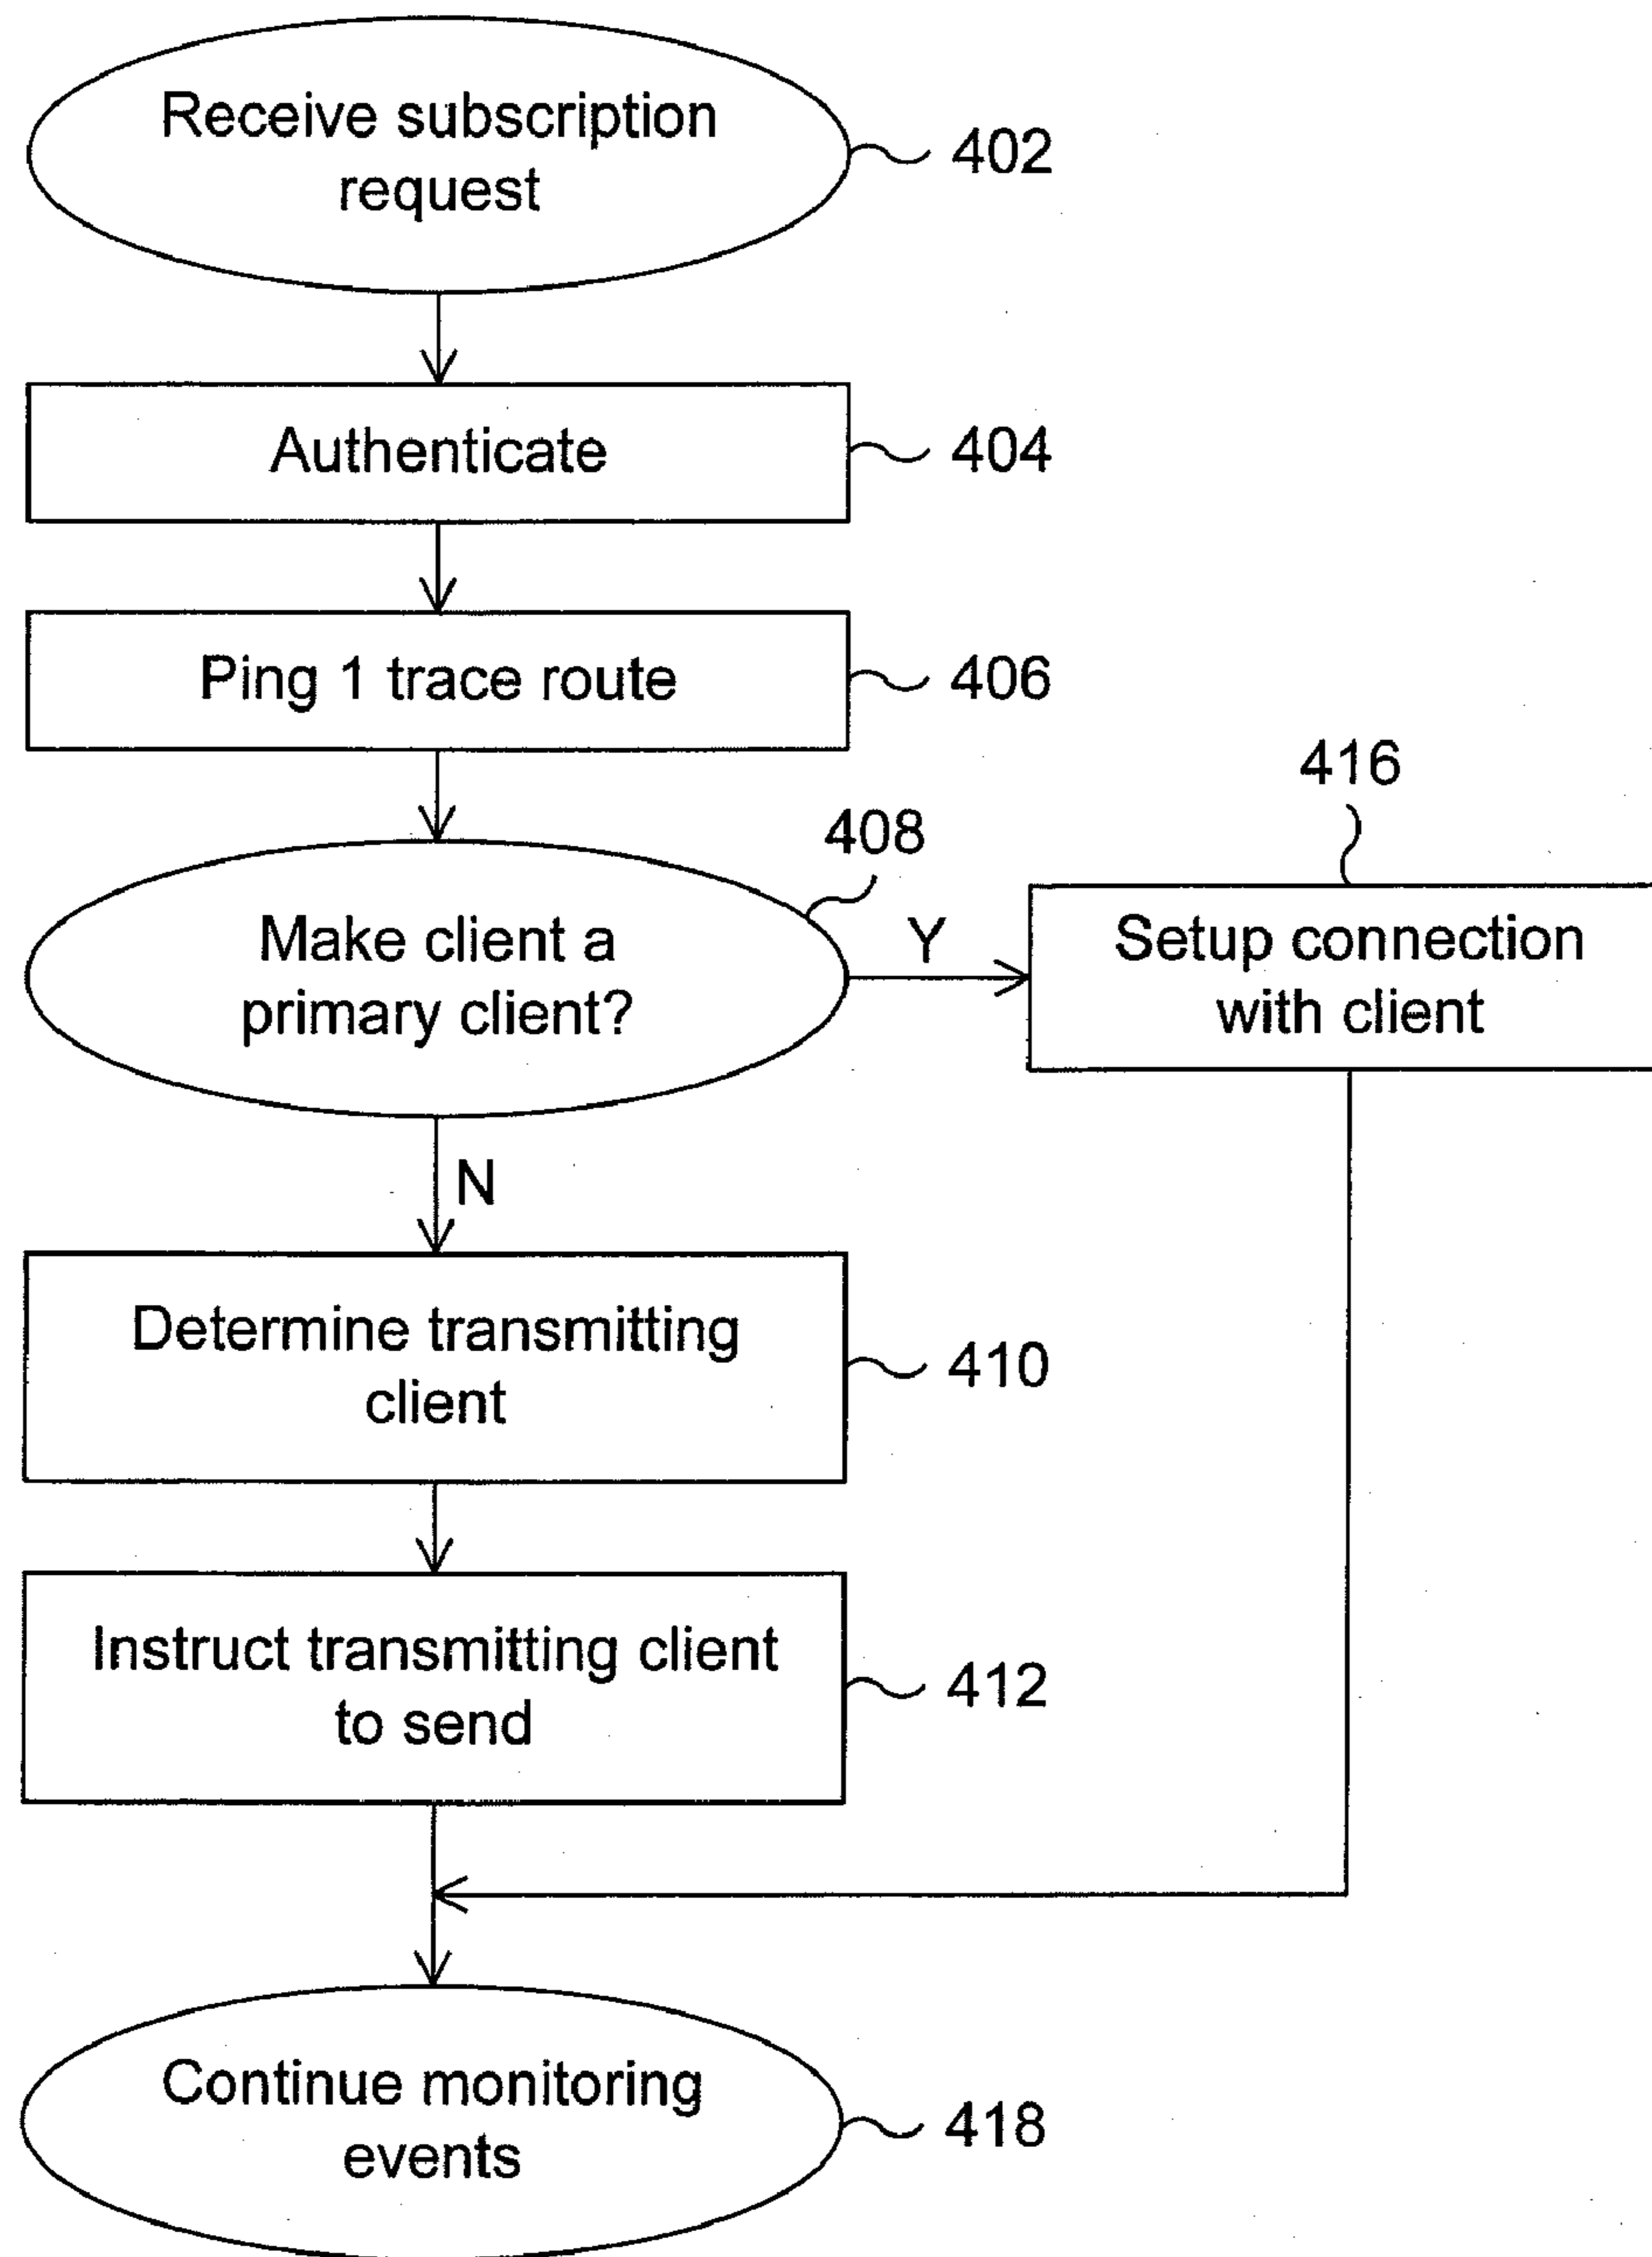 Receive subscription
request
402
Authenticate
404
Ping 1 trace route
406
408
416
Make client a
primary client?
Y
Setup connection
with client
N
Determine transmitting
client
410
Instruct transmitting client
to send
412
Continue monitoring
events
418